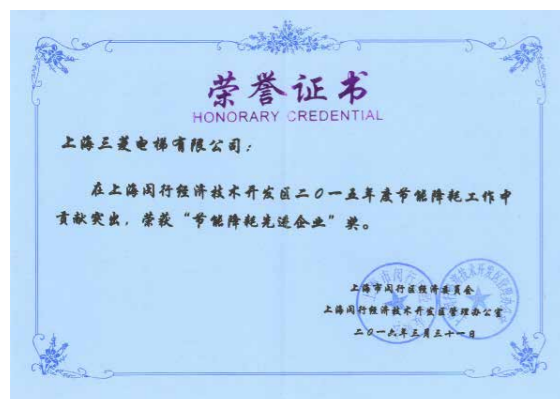 荣誉证书
HONORARY CREDENTIAL
上海三菱电梯有限公司：
在上海闵行经济技术开发区二〇一五年度节能降耗工作中
贡献突出，荣获“节能降耗先进企业”奖。
上海市闵行区经济委员会
上海闵行经济技术开发区管理办公室
二〇一六年三月三十一日